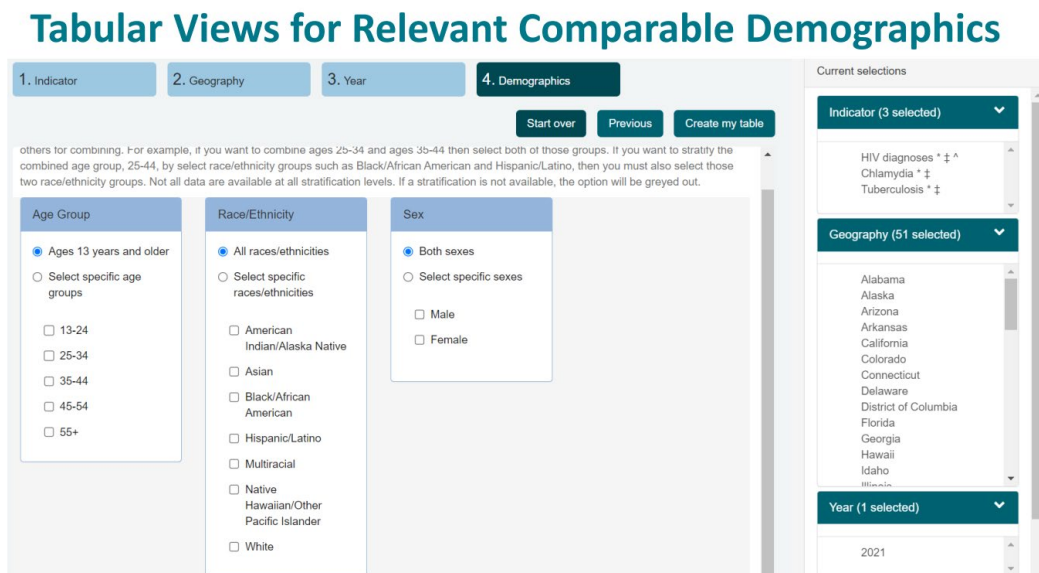 Tabular Views for Relevant Comparable Demographics
1. Indicator
2. Geography
3. Year
4. Demographics
Start over
Previous
Create my table
others for combining. For example, if you want to combine ages 25-34 and ages 35-44 then select both of those groups. If you want to stratify the
combined age group, 25-44, by select race/ethnicity groups such as Black/African American and Hispanic/Latino, then you must also select those
two race/ethnicity groups. Not all data are available at all stratification levels. If a stratification is not available, the option will be greyed out.
Age Group
Ages 13 years and older
Select specific age
groups
13-24
25-34
35-44
45-54
55+
Race/Ethnicity
All races/ethnicities
Select specific
races/ethnicities
American
Indian/Alaska Native
Asian
Black/African
American
Hispanic/Latino
Multiracial
Native
Hawaiian/Other
Pacific Islander
White
Sex
Both sexes
Select specific sexes
Male
Female
Current selections
Indicator (3 selected)
HIV diagnoses * ‡ ^
Chlamydia * ‡
Tuberculosis * ‡
Geography (51 selected)
Alabama
Alaska
Arizona
Arkansas
California
Colorado
Connecticut
Delaware
District of Columbia
Florida
Georgia
Hawaii
Idaho
Illinois
Year (1 selected)
2021